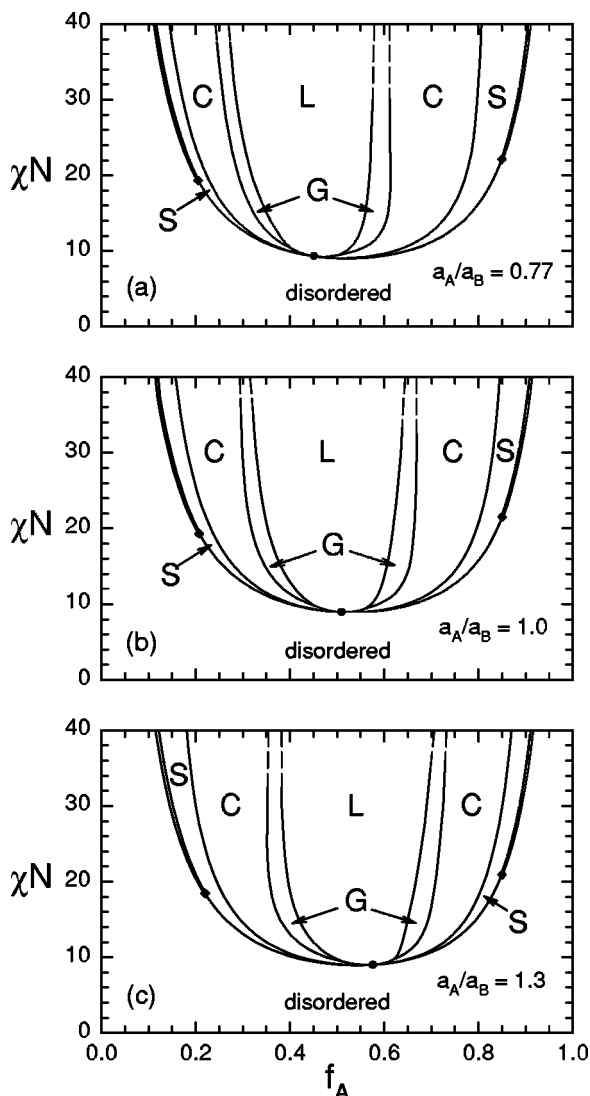 40
30
χN 20
10
0
C L C S
G
S
(a)
a_A/a_B = 0.77
disordered
40
30
χN 20
10
0
C L C S
G
S
(b)
a_A/a_B = 1.0
disordered
40
30
χN 20
10
0
S
C L C
G
S
(c)
a_A/a_B = 1.3
disordered
0.0 0.2 0.4 0.6 0.8 1.0
f_A